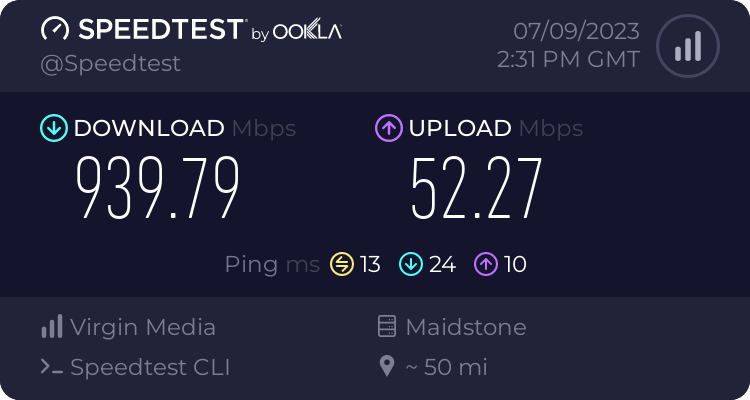 SPEEDTEST by OOKLA
@Speedtest
07/09/2023
2:31 PM GMT
DOWNLOAD Mbps
939.79
UPLOAD Mbps
52.27
Ping ms 13 24 10
Virgin Media
Maidstone
Speedtest CLI
~ 50 mi